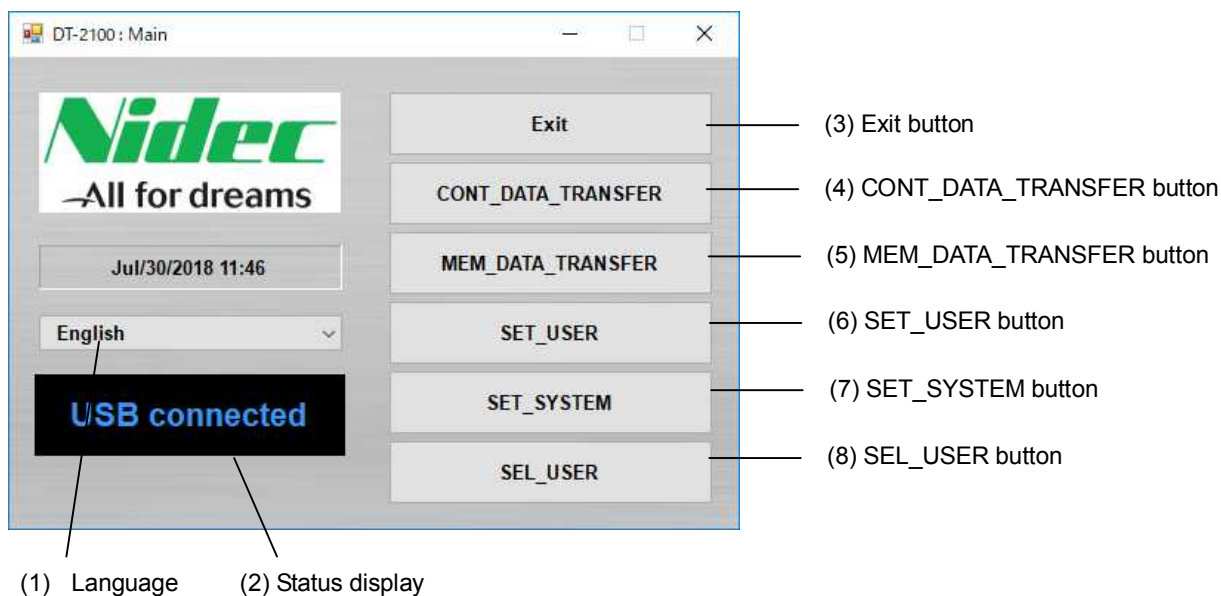 DT-2100 : Main
Nidec
All for dreams
Jul/30/2018 11:46
English
USB connected
Exit
CONT_DATA_TRANSFER
MEM_DATA_TRANSFER
SET_USER
SET_SYSTEM
SEL_USER
(3) Exit button
(4) CONT_DATA_TRANSFER button
(5) MEM_DATA_TRANSFER button
(6) SET_USER button
(7) SET_SYSTEM button
(8) SEL_USER button
(1) Language
(2) Status display